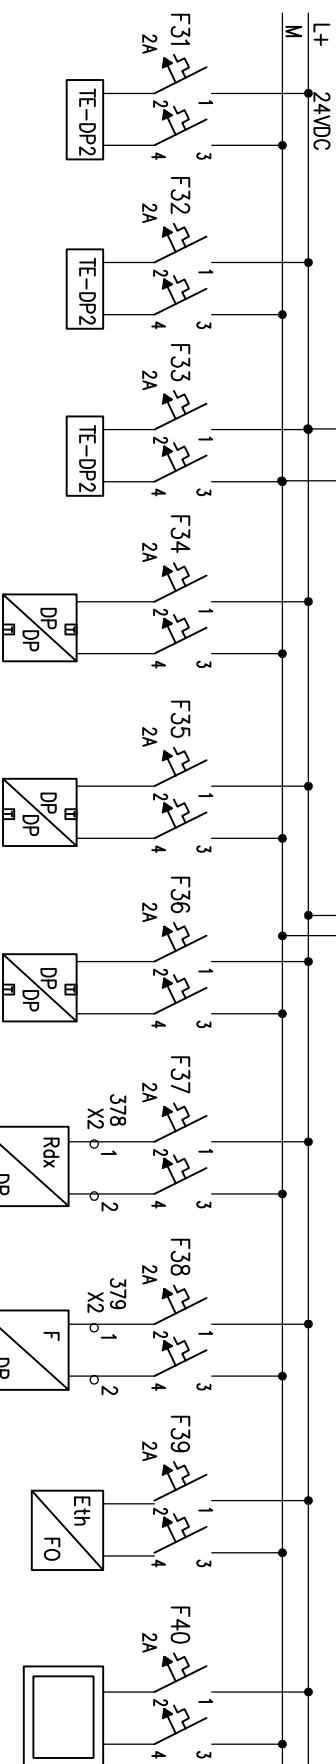 L+ 24VDC
M
F31
2A
1 2 3 4
TE-DP2
F32
2A
1 2 3 4
TE-DP2
F33
2A
1 2 3 4
TE-DP2
F34
2A
1 2 3 4
DP
DP
F35
2A
1 2 3 4
DP
DP
F36
2A
1 2 3 4
DP
DP
F37
2A
1 2 3 4
378
X2
1 2
Rdx
DP
F38
2A
1 2 3 4
379
X2
1 2
F
DP
F39
2A
1 2 3 4
Eth
FO
F40
2A
1 2 3 4